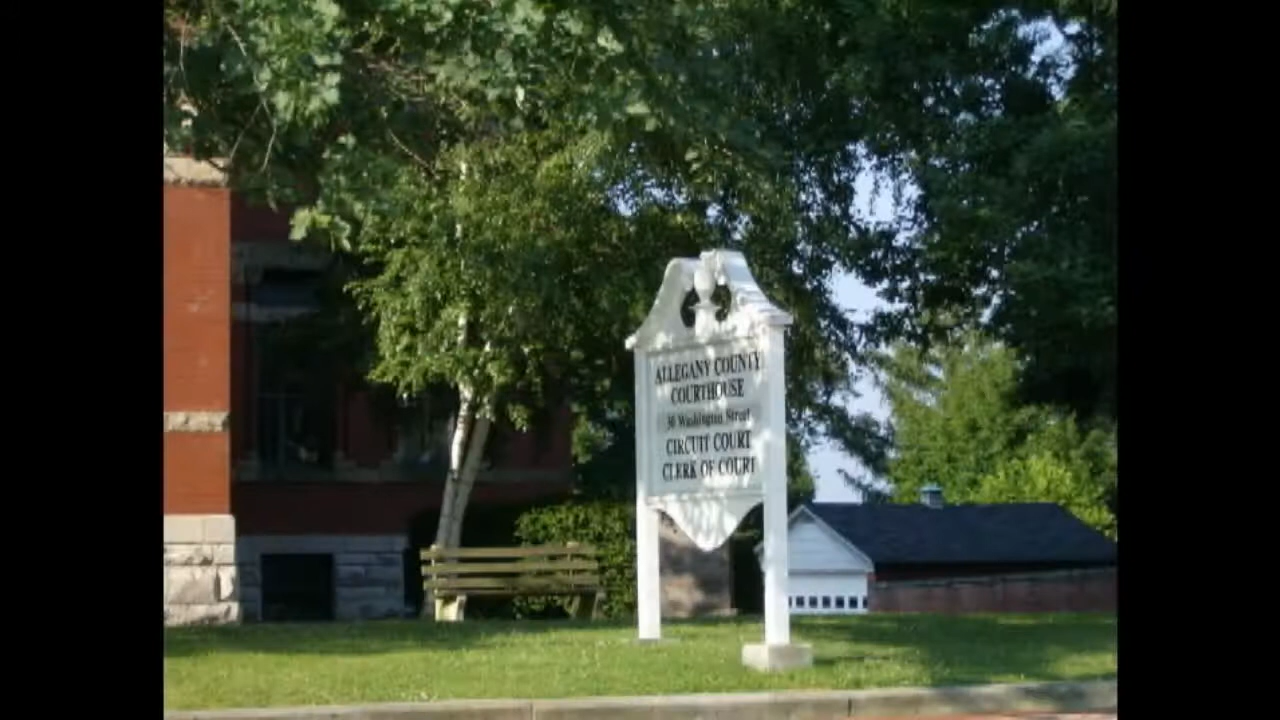 ALLEGANY COUNTY
COURTHOUSE
30 Washington Street
CIRCUIT COURT
CLERK OF COURT